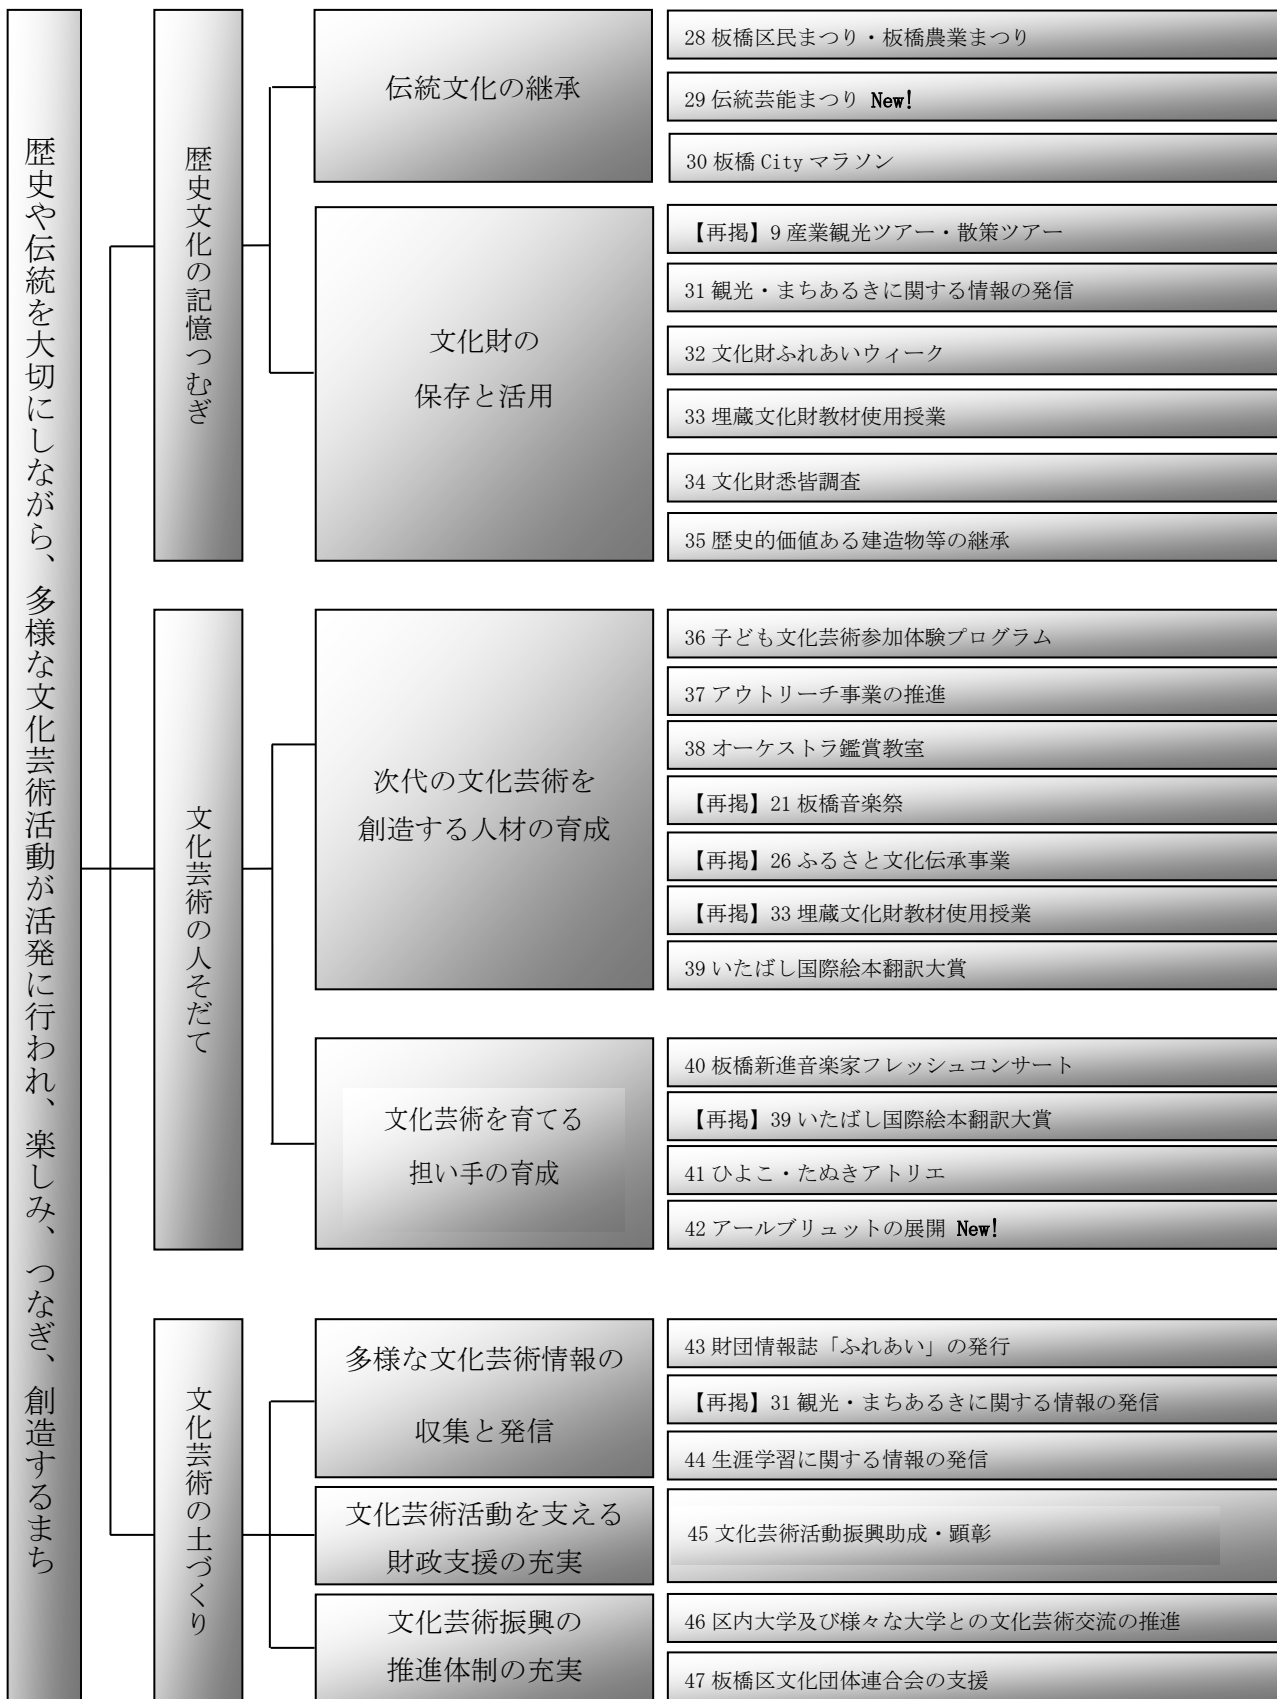 歴史や伝統を大切にしながら、多様な文化芸術活動が活発に行われ、楽しみ、つなぎ、創造するまち
歴史文化の記憶つむぎ
伝統文化の継承
28 板橋区民まつり・板橋農業まつり
29 伝統芸能まつり New!
30 板橋 City マラソン
文化財の
保存と活用
【再掲】9 産業観光ツアー・散策ツアー
31 観光・まちあるきに関する情報の発信
32 文化財ふれあいウィーク
33 埋蔵文化財教材使用授業
34 文化財悉皆調査
35 歴史的価値ある建造物等の継承
文化芸術の人そだて
次代の文化芸術を
創造する人材の育成
36 子ども文化芸術参加体験プログラム
37 アウトリーチ事業の推進
38 オーケストラ鑑賞教室
【再掲】21 板橋音楽祭
【再掲】26 ふるさと文化伝承事業
【再掲】33 埋蔵文化財教材使用授業
39 いたばし国際絵本翻訳大賞
文化芸術を育てる
担い手の育成
40 板橋新進音楽家フレッシュコンサート
【再掲】39 いたばし国際絵本翻訳大賞
41 ひよこ・たぬきアトリエ
42 アールブリュットの展開 New!
文化芸術の土づくり
多様な文化芸術情報の
収集と発信
43 財団情報誌「ふれあい」の発行
【再掲】31 観光・まちあるきに関する情報の発信
44 生涯学習に関する情報の発信
文化芸術活動を支える
財政支援の充実
45 文化芸術活動振興助成・顕彰
文化芸術振興の
推進体制の充実
46 区内大学及び様々な大学との文化芸術交流の推進
47 板橋区文化団体連合会の支援